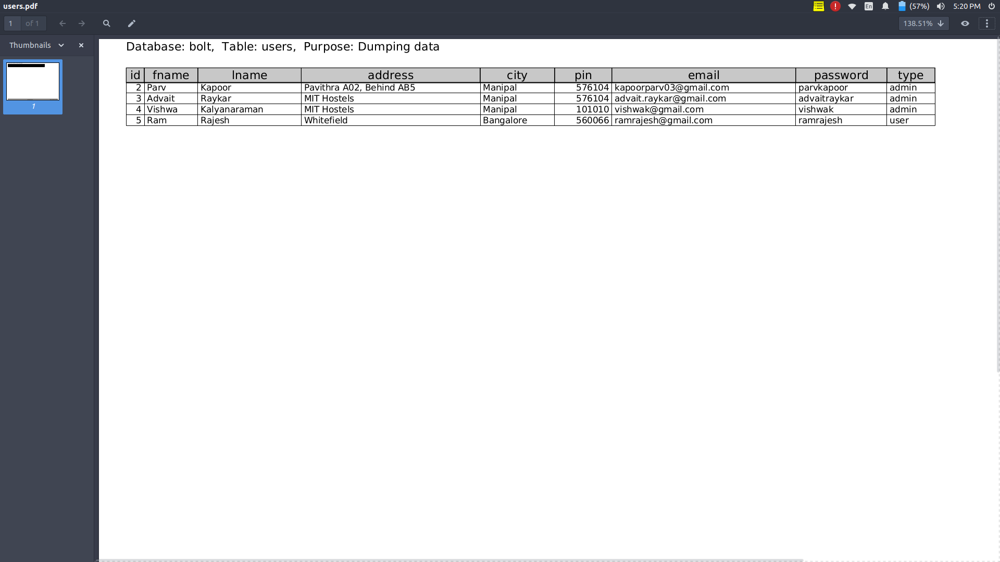 users.pdf
(57%) 5:20 PM
En
1 of 1
138.51%
Thumbnails
1
Database: bolt, Table: users, Purpose: Dumping data
id fname lname address city pin email password type
2 Parv Kapoor Pavithra A02, Behind AB5 Manipal 576104 kapoorparv03@gmail.com parvkapoor admin
3 Advait Raykar MIT Hostels Manipal 576104 advait.raykar@gmail.com advaitraykar admin
4 Vishwa Kalyanaraman MIT Hostels Manipal 101010 vishwak@gmail.com vishwak admin
5 Ram Rajesh Whitefield Bangalore 560066 ramrajesh@gmail.com ramrajesh user